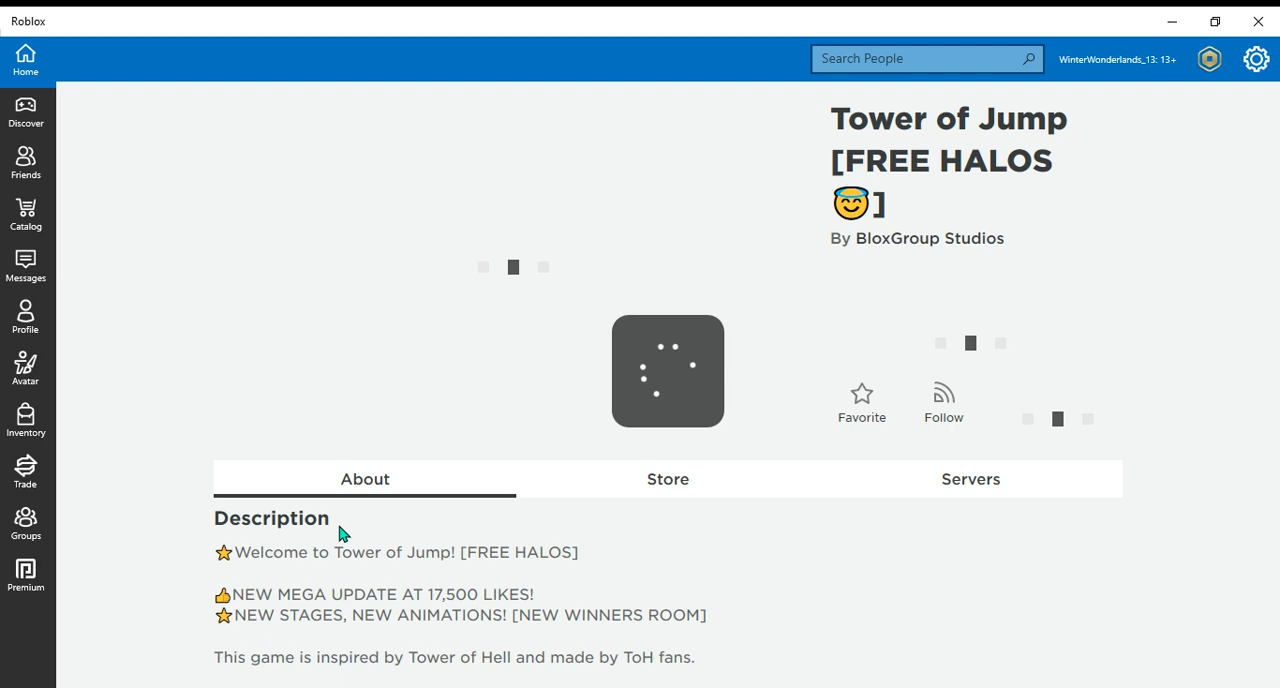 Roblox
Home
Search People
WinterWonderlands_13: 13+
Discover
Friends
Catalog
Messages
Profile
Avatar
Inventory
Trade
Groups
Premium
Tower of Jump
[FREE HALOS
😇]
By BloxGroup Studios
Favorite
Follow
About
Store
Servers
Description
⭐Welcome to Tower of Jump! [FREE HALOS]
👍NEW MEGA UPDATE AT 17,500 LIKES!
⭐NEW STAGES, NEW ANIMATIONS! [NEW WINNERS ROOM]
This game is inspired by Tower of Hell and made by ToH fans.